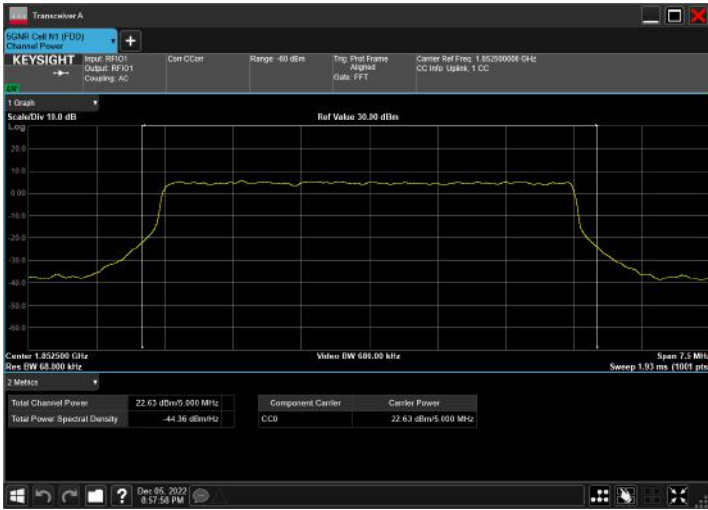 Transceiver A
5GNR Cell N1 (FDD)
Channel Power
KEYSIGHT
Input: RFIO1
Output: RFIO1
Coupling: AC
Corr CCorr
Range: -60 dBm
Trig: Prot Frame
Aligned
Gate: FFT
Carrier Ref Freq: 1.852500000 GHz
CC Info: Uplink, 1 CC
1 Graph
Scale/Div 10.0 dB
Ref Value 30.00 dBm
Log
20.0
10.0
0.00
-10.0
-20.0
-30.0
-40.0
-50.0
-60.0
Center 1.852500 GHz
Video BW 680.00 kHz
Span 7.5 MHz
Res BW 68.000 kHz
Sweep 1.93 ms (1001 pts
2 Metrics
Total Channel Power 22.63 dBm/5.000 MHz
Total Power Spectral Density -44.36 dBm/Hz
Component Carrier Carrier Power
CC0 22.63 dBm/5.000 MHz
Dec 05, 2022
8:57:58 PM